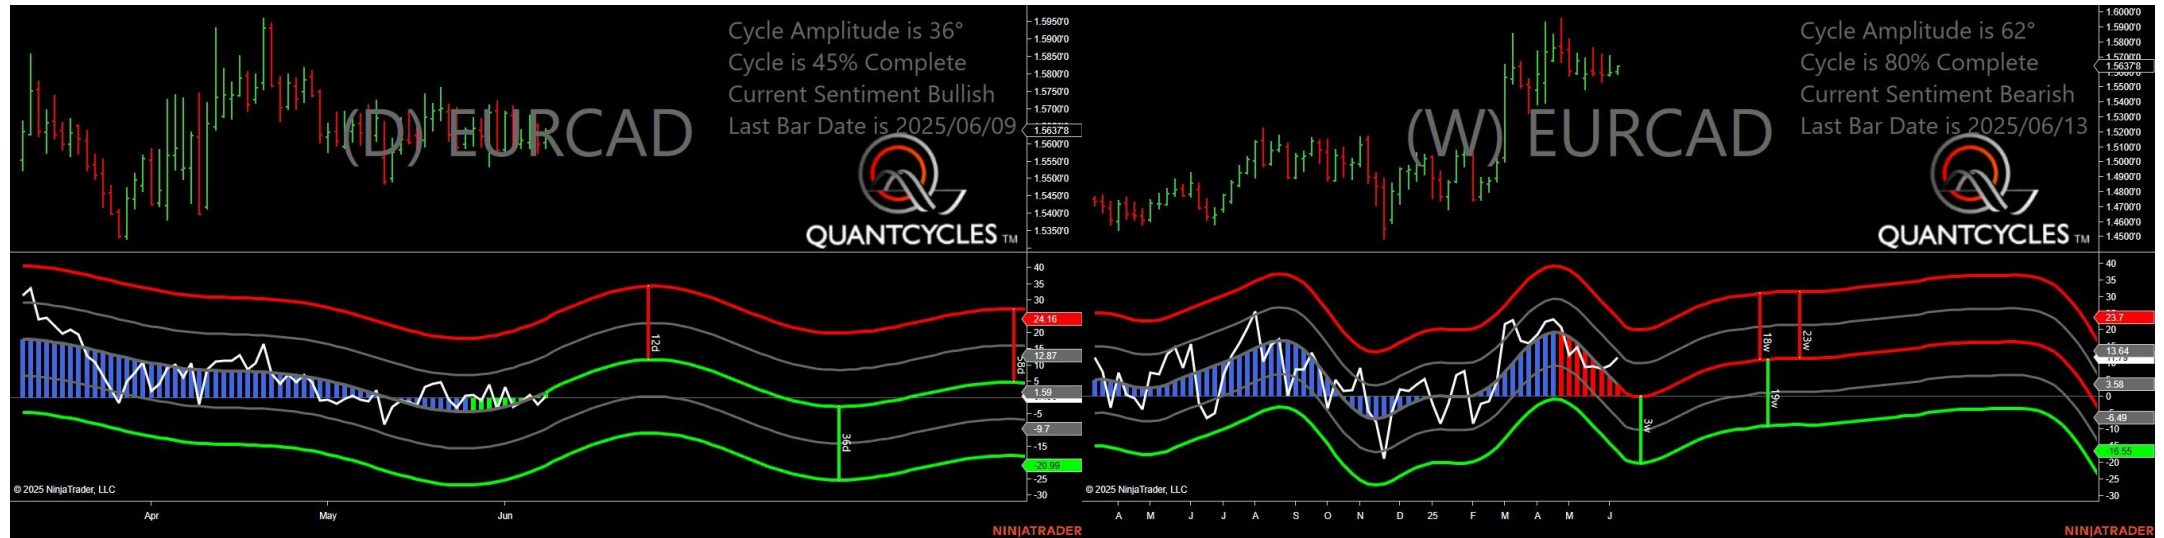 Cycle Amplitude is 36°
Cycle is 45% Complete
Current Sentiment Bullish
Last Bar Date is 2025/06/09
(D) EURCAD
QUANTCYCLES TM
1.5950'0
1.5900'0
1.5850'0
1.5800'0
1.5750'0
1.5700'0
1.5637'8
1.5600'0
1.5550'0
1.5500'0
1.5450'0
1.5400'0
1.5350'0
40
35
30
24.16
20
15
12.87
10
5
1.59
-5
-9.7
-15
-20.99
-25
-30
12d
36d
58d
© 2025 NinjaTrader, LLC
Apr May Jun
NINJATRADER
Cycle Amplitude is 62°
Cycle is 80% Complete
Current Sentiment Bearish
Last Bar Date is 2025/06/13
(W) EURCAD
QUANTCYCLES TM
1.6000'0
1.5900'0
1.5800'0
1.5700'0
1.5637'8
1.5500'0
1.5400'0
1.5300'0
1.5200'0
1.5100'0
1.5000'0
1.4900'0
1.4800'0
1.4700'0
1.4600'0
1.4500'0
40
35
30
23.7
20
13.64
10
3.58
0
-6.49
-10
-16.55
-20
-25
-30
3w
18w
19w
23w
© 2025 NinjaTrader, LLC
A M J J A S O N D 25 F M A M J
NINJATRADER